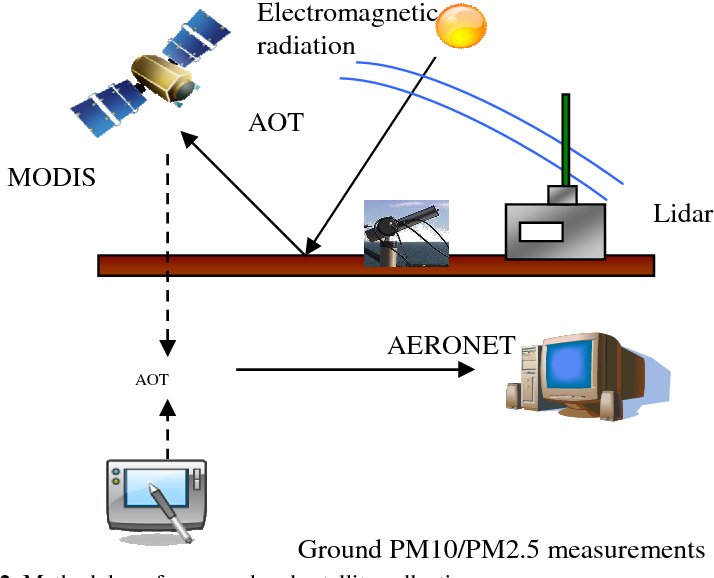 Electromagnetic
radiation
AOT
MODIS
Lidar
AERONET
AOT
Ground PM10/PM2.5 measurements